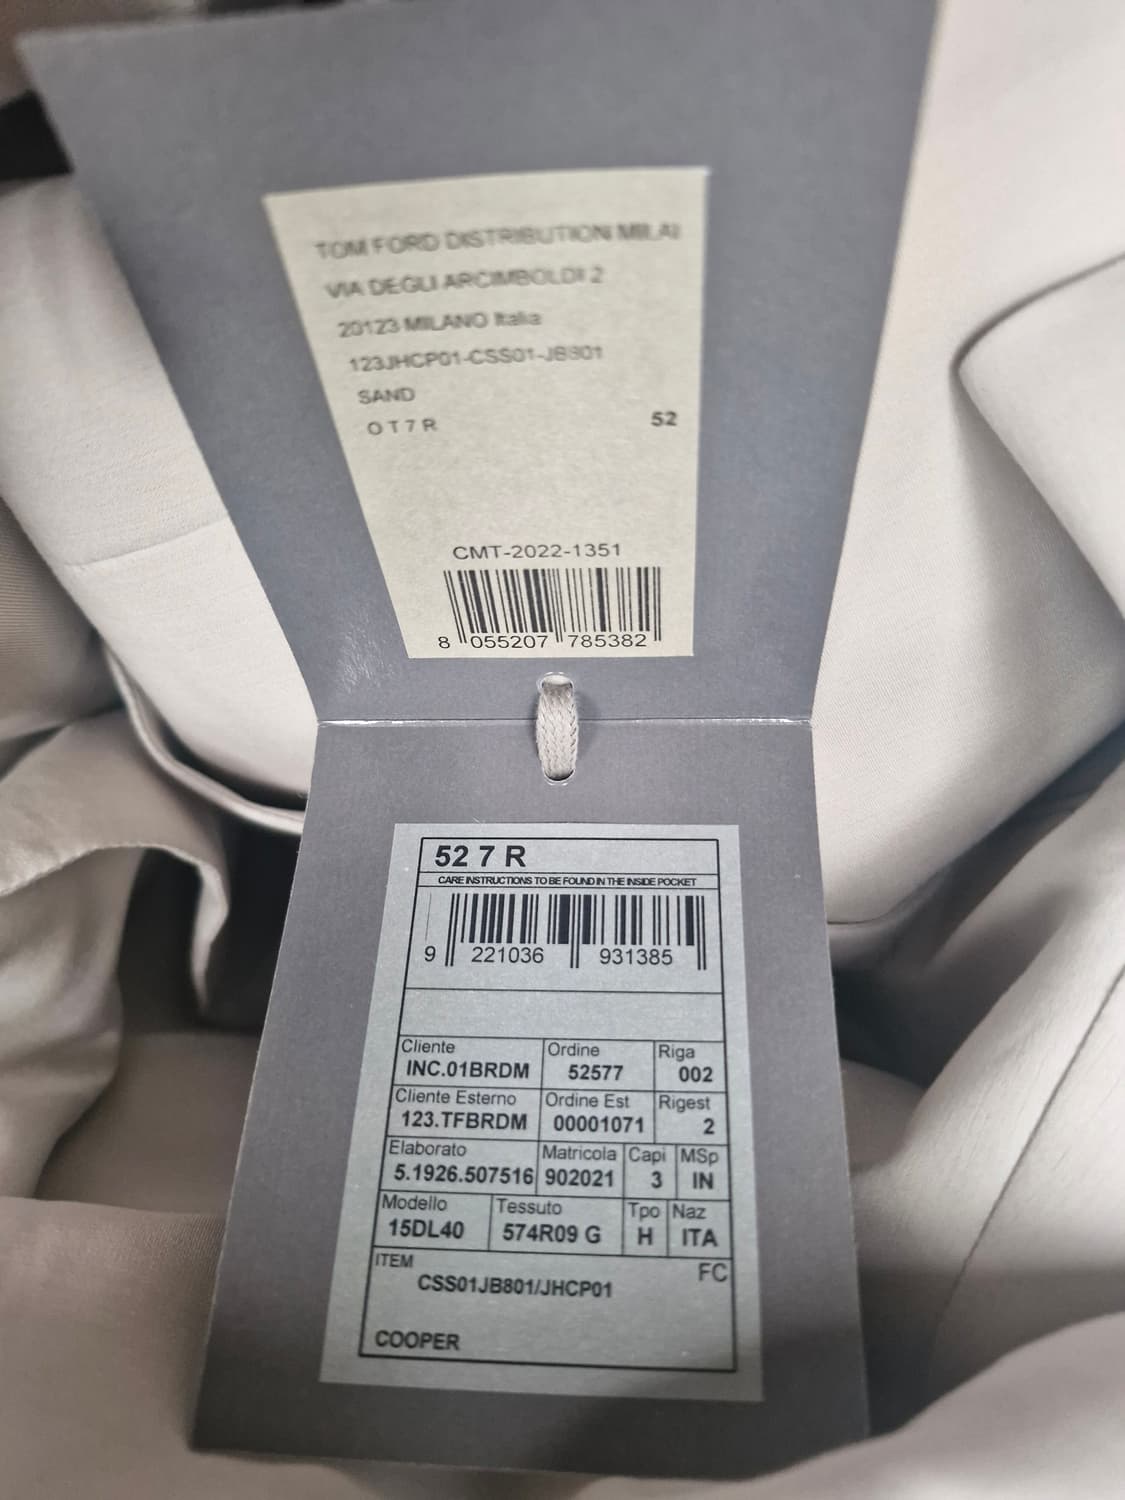 TOM FORD DISTRIBUTION MILAI
VIA DEGLI ARCIMBOLDI 2
20123 MILANO Italia
123JHCP01-CSS01-JB801
SAND
O T 7 R 52
CMT-2022-1351
8 055207 785382
52 7 R
CARE INSTRUCTIONS TO BE FOUND IN THE INSIDE POCKET
9 221036 931385
Cliente Ordine Riga
INC.01BRDM 52577 002
Cliente Esterno Ordine Est Rigest
123.TFBRDM 00001071 2
Elaborato Matricola Capi MSp
5.1926.507516 902021 3 IN
Modello Tessuto Tpo Naz
15DL40 574R09 G H ITA
ITEM FC
CSS01JB801/JHCP01
COOPER